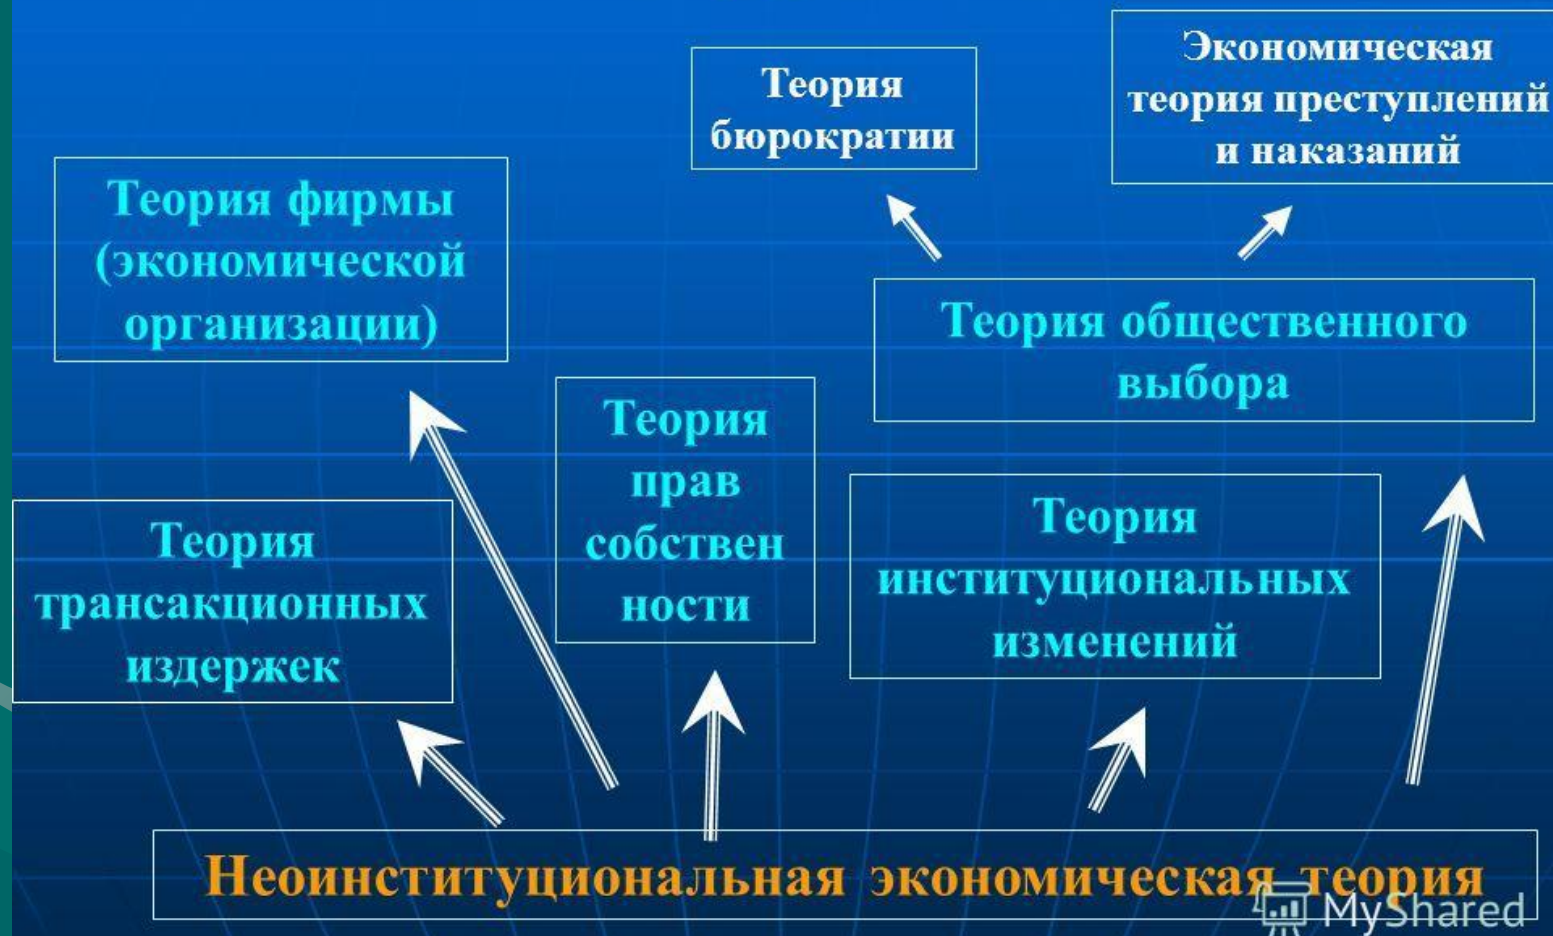 Теория
бюрократии
Экономическая
теория преступлений
и наказаний
Теория фирмы
(экономической
организации)
Теория общественного
выбора
Теория
прав
собствен
ности
Теория
трансакционных
издержек
Теория
институциональных
изменений
Неоинституциональная экономическая теория
MyShared